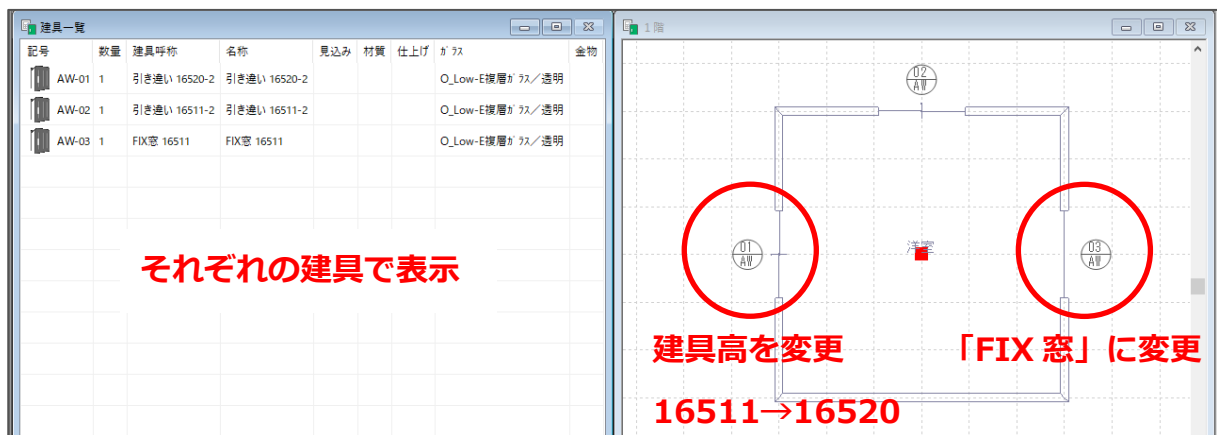 建具一覧
記号 数量 建具呼称 名称 見込み 材質 仕上げ ガラス 金物
AW-01 1 引き違い 16520-2 引き違い 16520-2 O_Low-E複層ガラス／透明
AW-02 1 引き違い 16511-2 引き違い 16511-2 O_Low-E複層ガラス／透明
AW-03 1 FIX窓 16511 FIX窓 16511 O_Low-E複層ガラス／透明
それぞれの建具で表示
1階
02
AW
01
AW
洋室
03
AW
建具高を変更
16511→16520
「FIX 窓」に変更